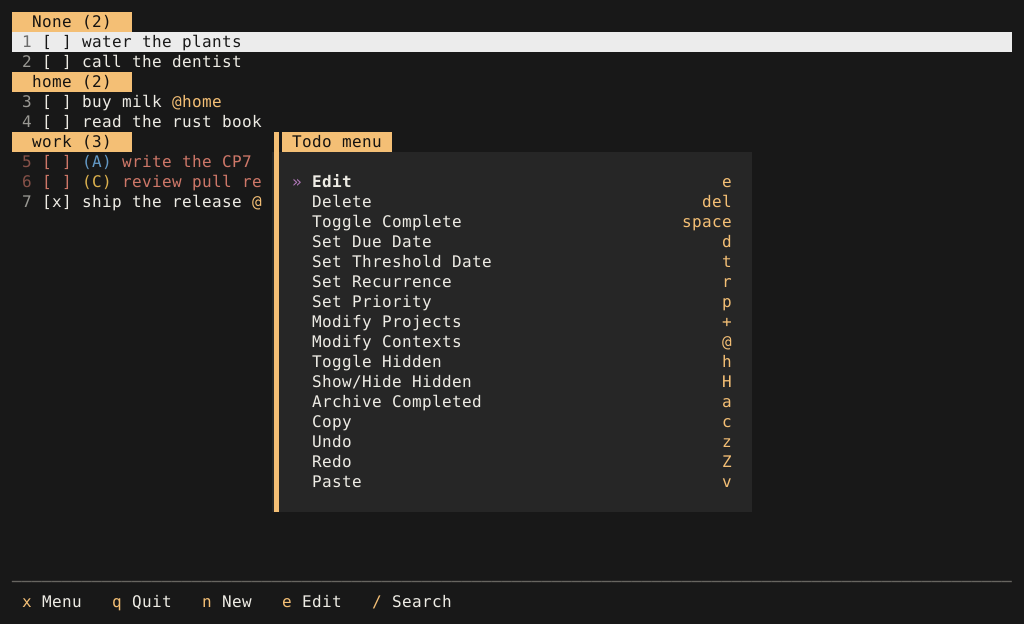 None (2)
1 [ ] water the plants
2 [ ] call the dentist
home (2)
3 [ ] buy milk @home
4 [ ] read the rust book
work (3)
5 [ ] (A) write the CP7
6 [ ] (C) review pull re
7 [x] ship the release @
Todo menu
» Edit e
Delete del
Toggle Complete space
Set Due Date d
Set Threshold Date t
Set Recurrence r
Set Priority p
Modify Projects +
Modify Contexts @
Toggle Hidden h
Show/Hide Hidden H
Archive Completed a
Copy c
Undo z
Redo Z
Paste v
x Menu q Quit n New e Edit / Search